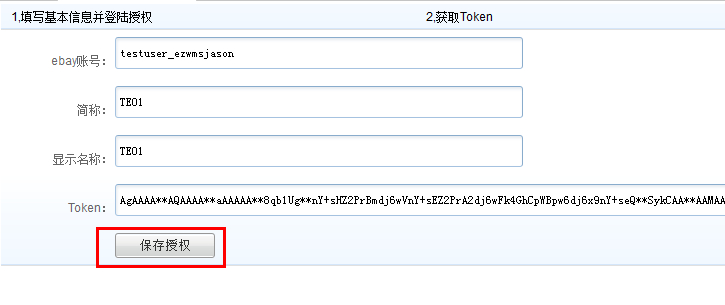 1,填写基本信息并登陆授权 2,获取Token
ebay账号: testuser_ezwmsjason
简称: TE01
显示名称: TE01
Token: AgAAAA**AQAAAA**aAAAAA**8qb1Ug**nY+sHZ2PrBmdj6wVnY+sEZ2PrA2dj6wFk4GhCpWBpw6dj6x9nY+seQ**SykCAA**AAMAA
保存授权